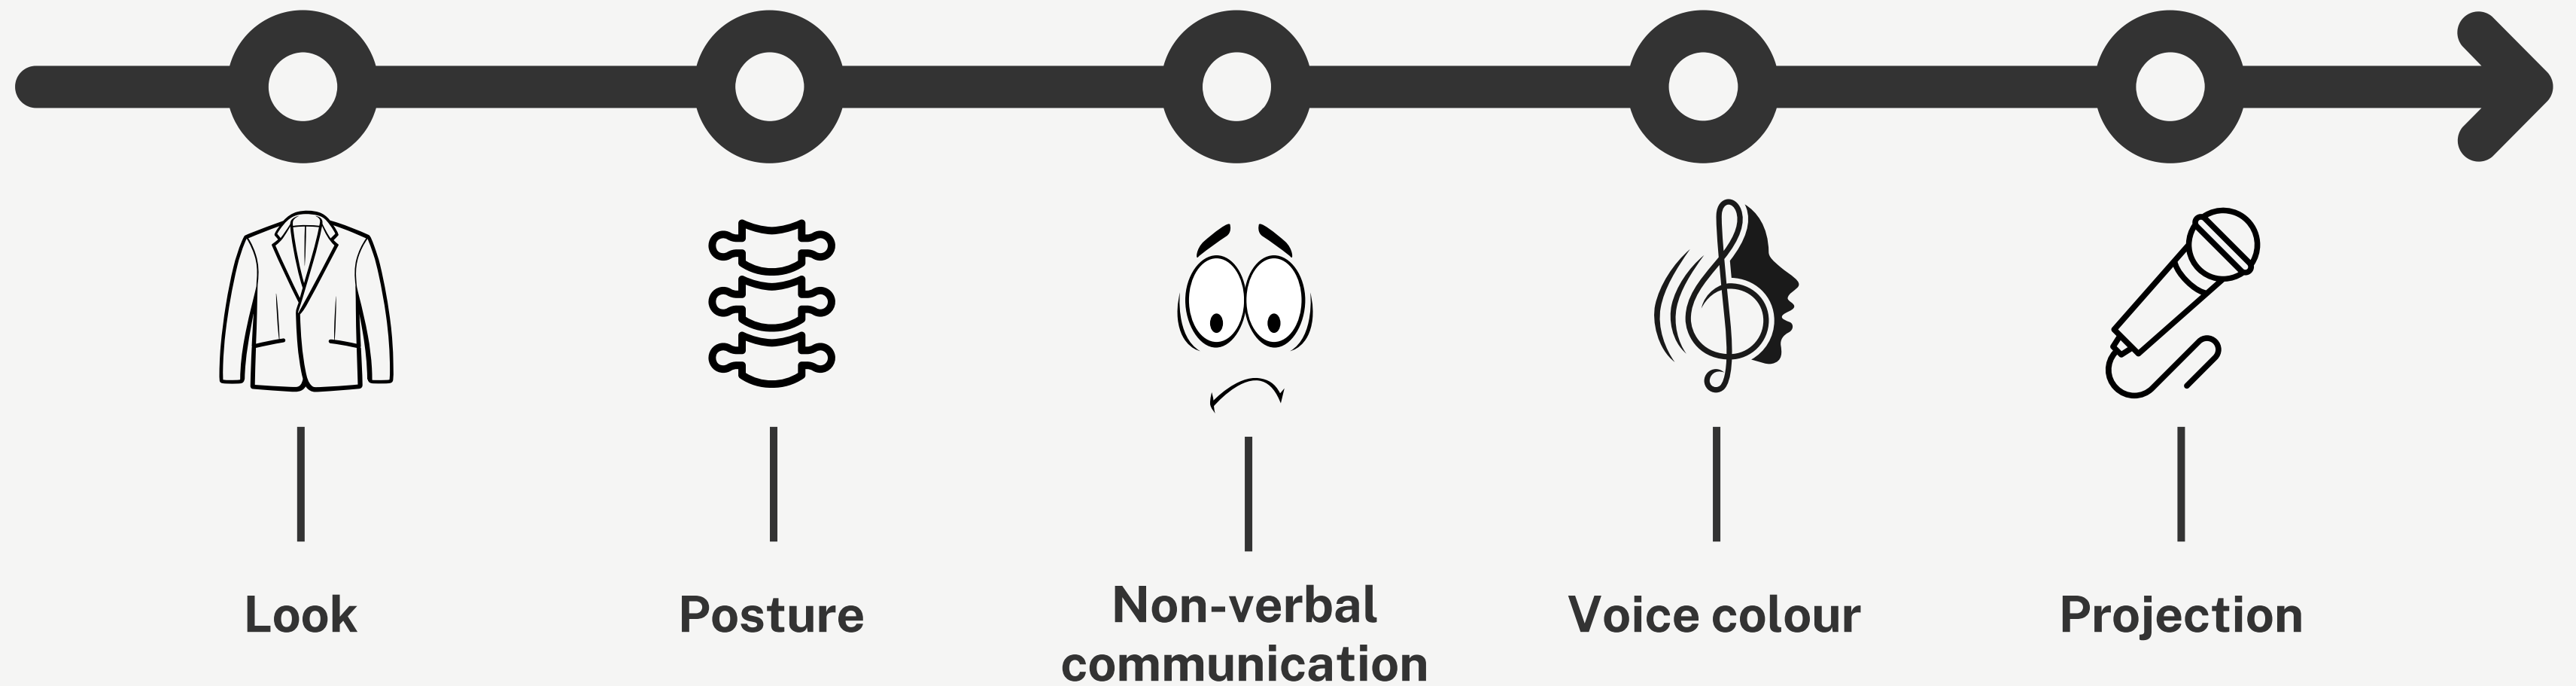 Look
Posture
Non-verbal
communication
Voice colour
Projection